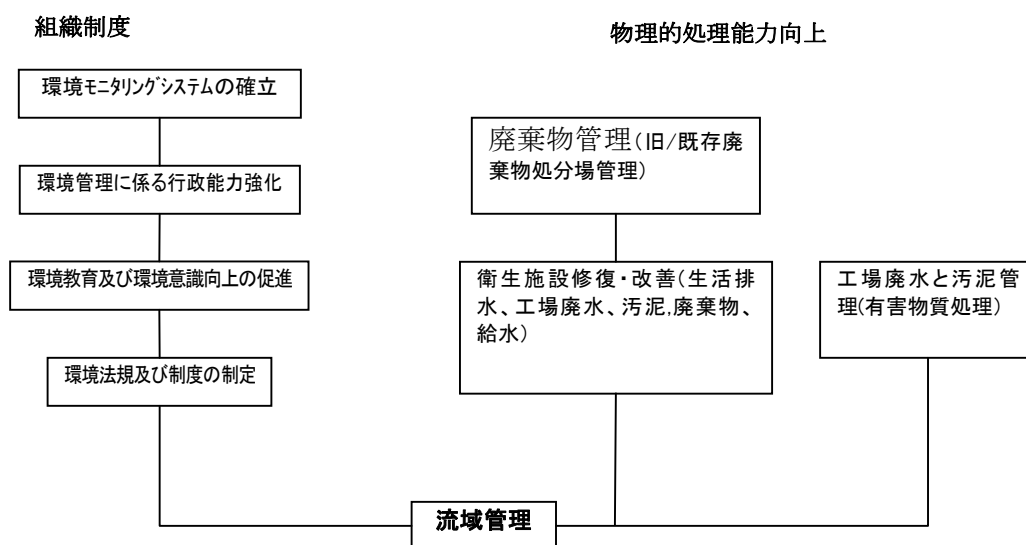 組織制度
物理的処理能力向上
環境ﾓﾆﾀﾘﾝｸﾞｼｽﾃﾑの確立
廃棄物管理(旧/既存廃
棄物処分場管理)
環境管理に係る行政能力強化
環境教育及び環境意識向上の促進
衛生施設修復・改善(生活排
水、工場廃水、汚泥,廃棄物、
給水)
工場廃水と汚泥管
理(有害物質処理)
環境法規及び制度の制定
流域管理